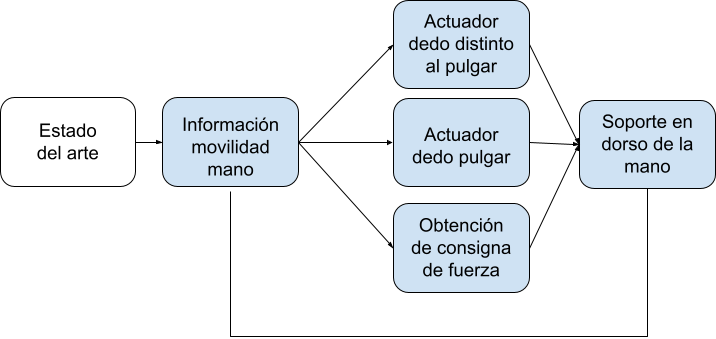 Estado
del arte
Información
movilidad
mano
Actuador
dedo distinto
al pulgar
Actuador
dedo pulgar
Obtención
de consigna
de fuerza
Soporte en
dorso de la
mano